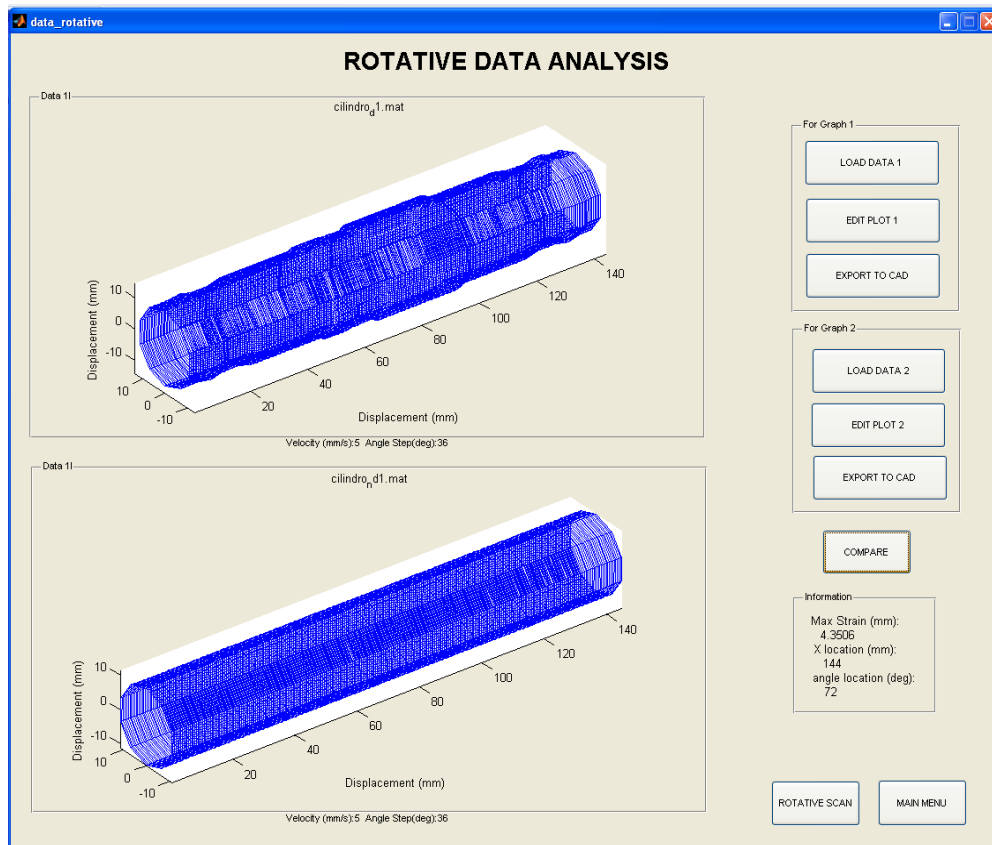 data_rotative
ROTATIVE DATA ANALYSIS
Data 1l
cilindro_d1.mat
10
0
-10
Displacement (mm)
10
0
-10
20
40
60
80
100
120
140
Displacement (mm)
Velocity (mm/s):5 Angle Step(deg):36
Data 1l
cilindro_nd1.mat
10
0
-10
Displacement (mm)
10
0
-10
20
40
60
80
100
120
140
Displacement (mm)
Velocity (mm/s):5 Angle Step(deg):36
For Graph 1
LOAD DATA 1
EDIT PLOT 1
EXPORT TO CAD
For Graph 2
LOAD DATA 2
EDIT PLOT 2
EXPORT TO CAD
COMPARE
Information
Max Strain (mm):
4.3506
X location (mm):
144
angle location (deg):
72
ROTATIVE SCAN
MAIN MENU